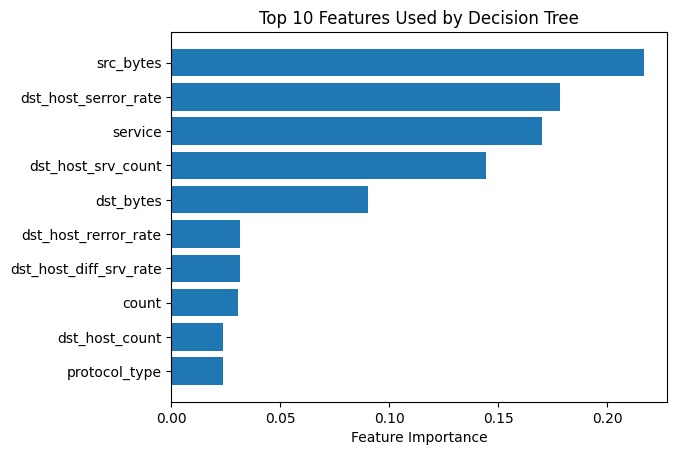 Top 10 Features Used by Decision Tree
src_bytes
dst_host_serror_rate
service
dst_host_srv_count
dst_bytes
dst_host_rerror_rate
dst_host_diff_srv_rate
count
dst_host_count
protocol_type
0.00 0.05 0.10 0.15 0.20
Feature Importance